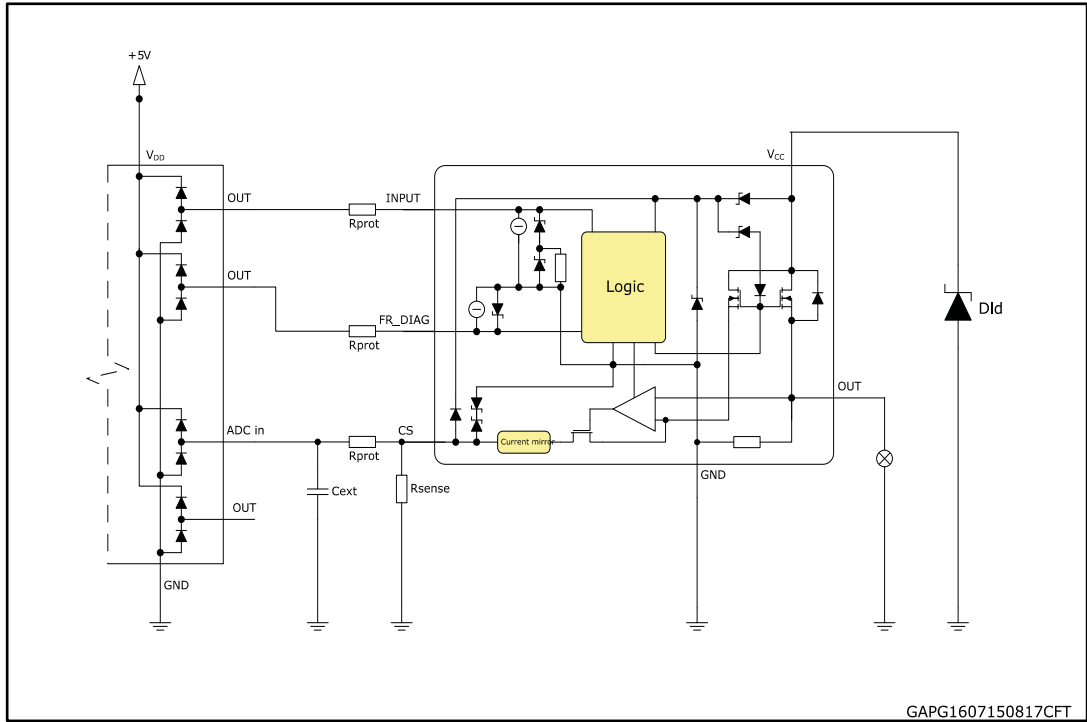 +5V
VDD
VCC
OUT
INPUT
Rprot
OUT
Logic
Dld
FR_DIAG
Rprot
OUT
ADC in
CS
Current mirror
Rprot
GND
Cext
Rsense
OUT
GND
GAPG1607150817CFT